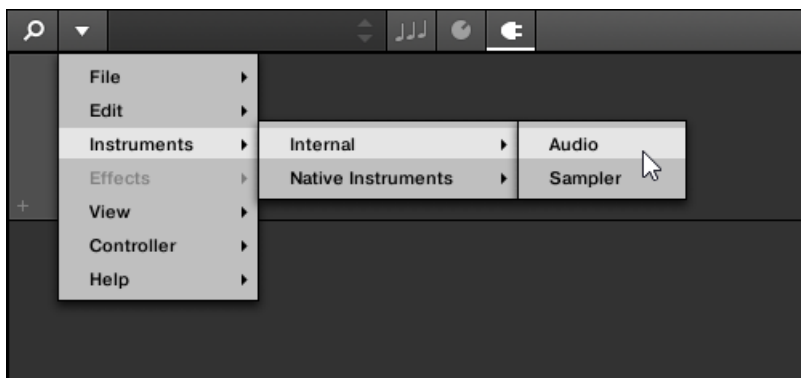 File
Edit
Instruments
Effects
View
Controller
Help
Internal
Native Instruments
Audio
Sampler